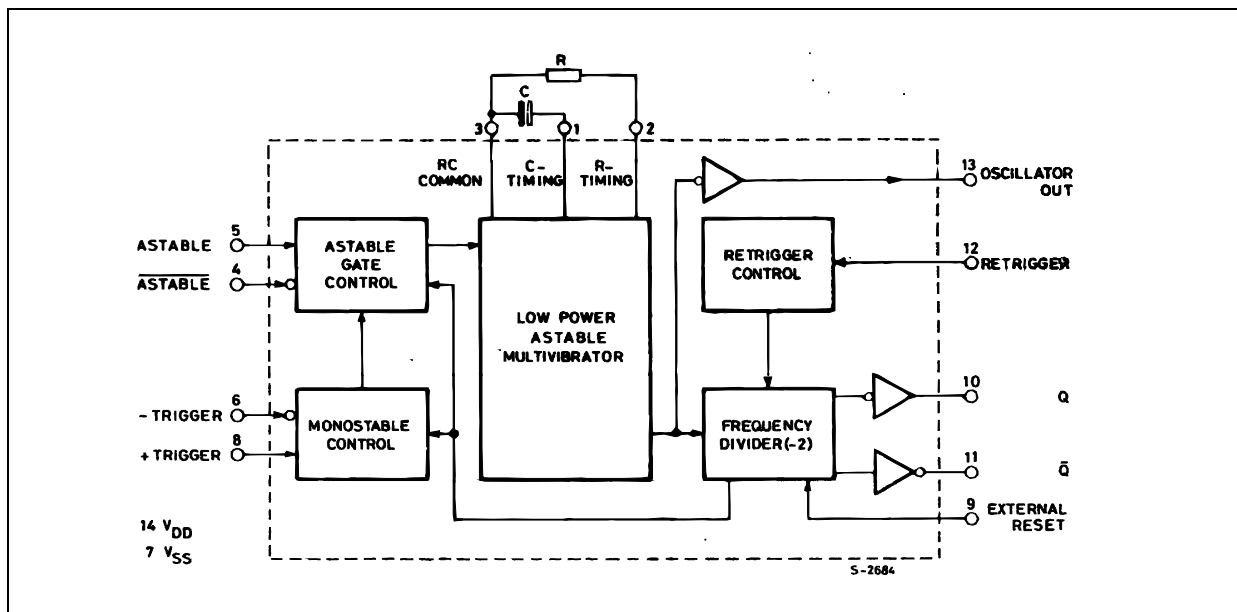 R
C
3
1
2
RC
COMMON
C-
TIMING
R-
TIMING
13
OSCILLATOR
OUT
5
ASTABLE
4
ASTABLE
ASTABLE
GATE
CONTROL
RETRIGGER
CONTROL
12
RETRIGGER
LOW POWER
ASTABLE
MULTIVIBRATOR
6
- TRIGGER
8
+ TRIGGER
MONOSTABLE
CONTROL
FREQUENCY
DIVIDER(-2)
10
Q
11
Q̄
9
EXTERNAL
RESET
14 VDD
7 VSS
S-2684